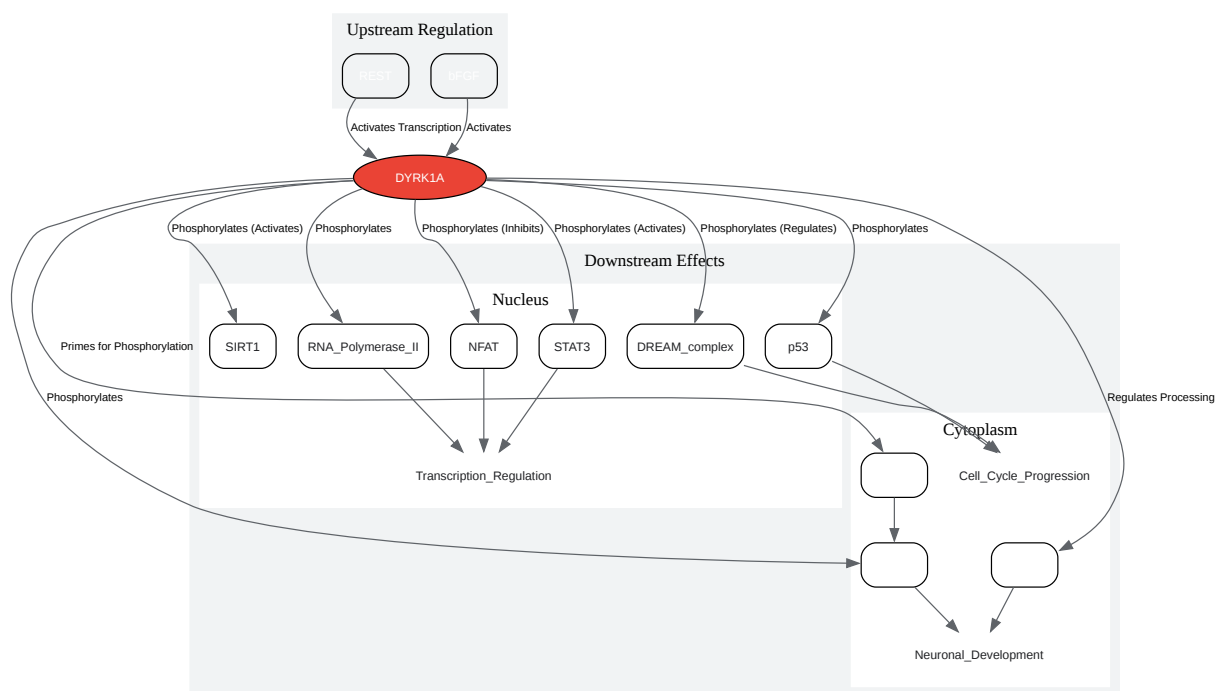 Upstream Regulation
REST
bFGF
Activates Transcription
Activates
DYRK1A
Phosphorylates (Activates)
Phosphorylates
Phosphorylates (Inhibits)
Phosphorylates (Activates)
Phosphorylates (Regulates)
Phosphorylates
Downstream Effects
Nucleus
SIRT1
RNA_Polymerase_II
NFAT
STAT3
DREAM_complex
p53
Primes for Phosphorylation
Phosphorylates
Regulates Processing
Cytoplasm
Transcription_Regulation
Cell_Cycle_Progression
Neuronal_Development